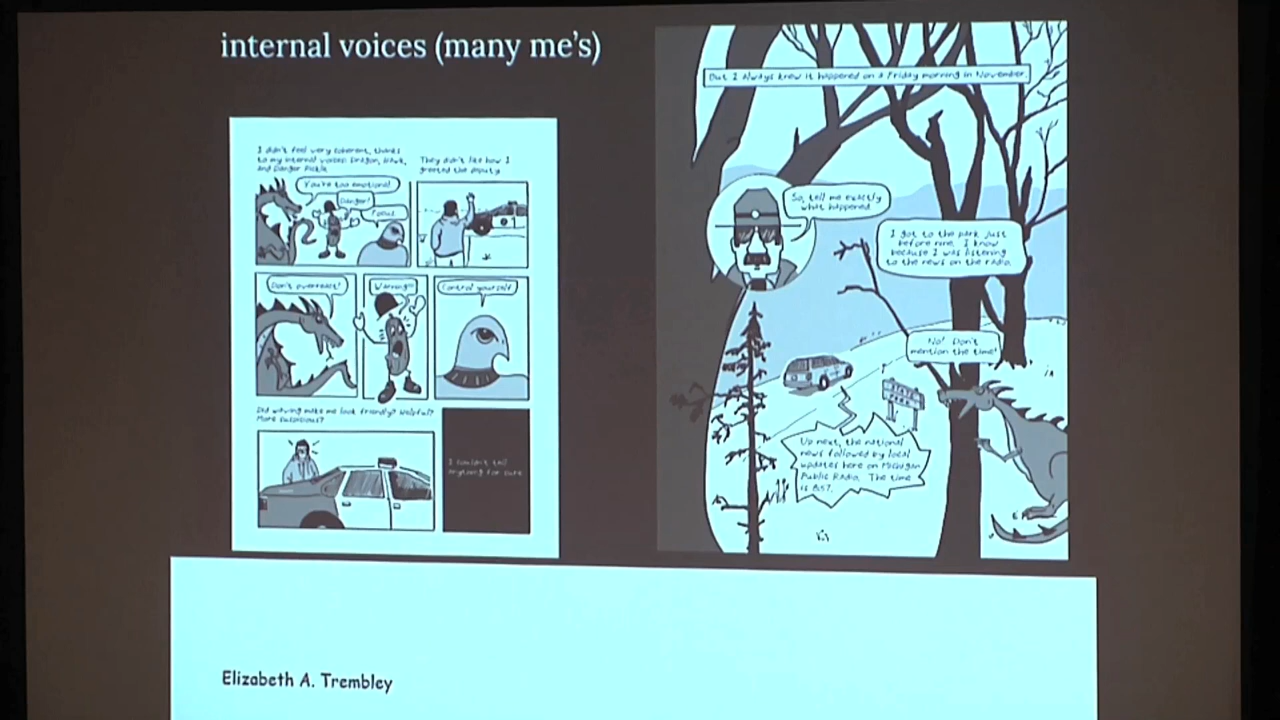 internal voices (many me's)
I didn't feel very coherent, thanks
to my internal voices: Dragon, Hawk,
and Danger Pickle.
You're too emotional!
Danger!
Focus.
They didn't like how I
greeted the deputy
Don't overreact!
Warning!!
Control yourself.
Did waving make me look friendly? Helpful?
More suspicious?
I couldn't tell
anything for sure
But I always knew it happened on a Friday morning in November.
So, tell me exactly
what happened.
I got to the park just
before nine. I know
because I was listening
to the news on the radio.
No! Don't
mention the time!
Up next, the national
news followed by local
updates here on Michigan
Public Radio. The time
is 8:57.
Elizabeth A. Trembley